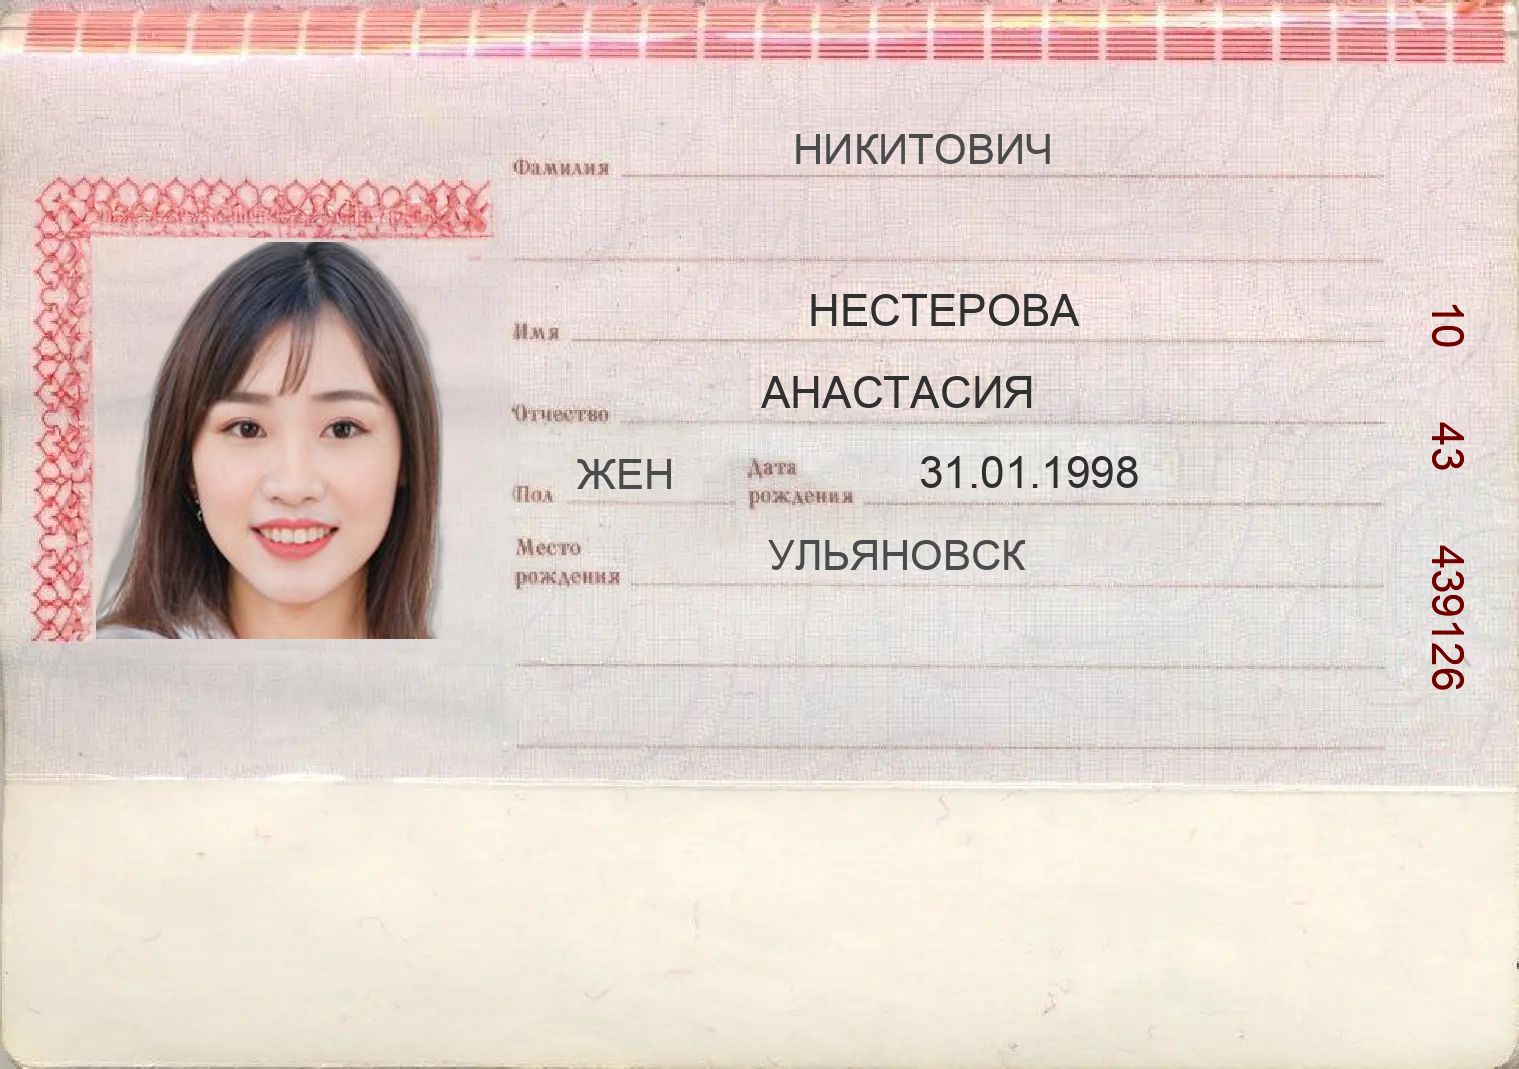 Фамилия НИКИТОВИЧ
Имя НЕСТЕРОВА
Отчество АНАСТАСИЯ
Пол ЖЕН Дата рождения 31.01.1998
Место рождения УЛЬЯНОВСК
10 43 439126